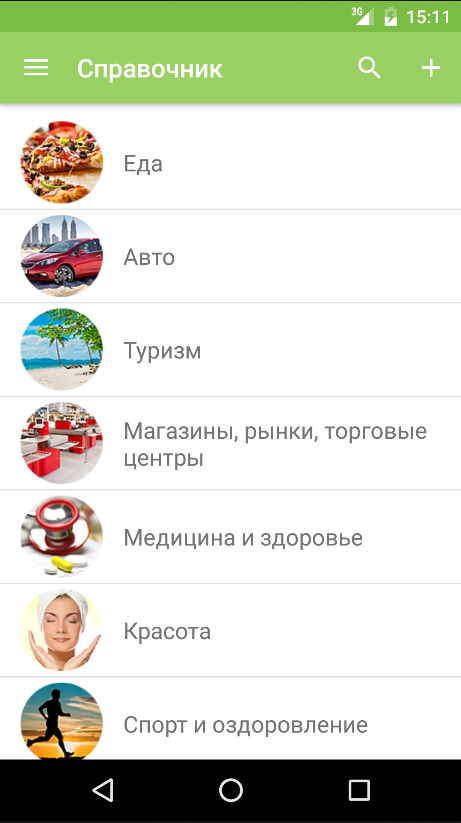 3G 15:11
Справочник
Еда
Авто
Туризм
Магазины, рынки, торговые
центры
Медицина и здоровье
Красота
Спорт и оздоровление